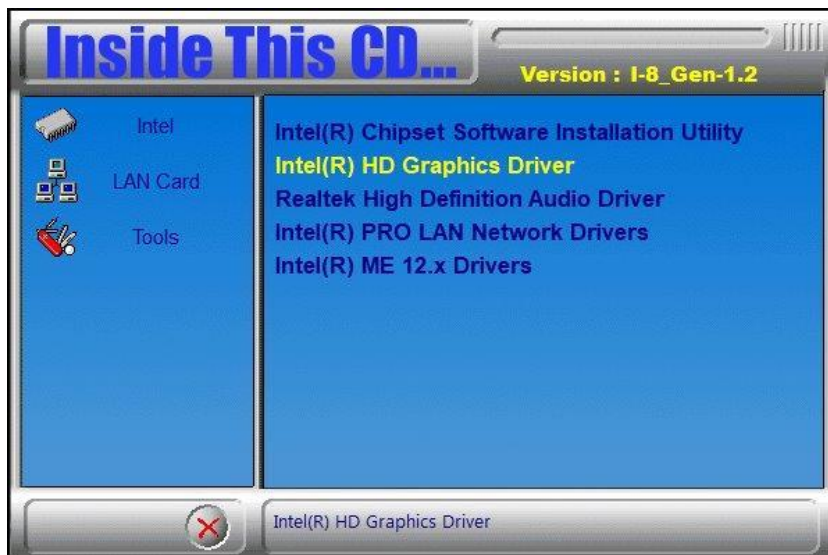 Inside This CD...
Version : I-8_Gen-1.2
Intel
LAN Card
Tools
Intel(R) Chipset Software Installation Utility
Intel(R) HD Graphics Driver
Realtek High Definition Audio Driver
Intel(R) PRO LAN Network Drivers
Intel(R) ME 12.x Drivers
Intel(R) HD Graphics Driver